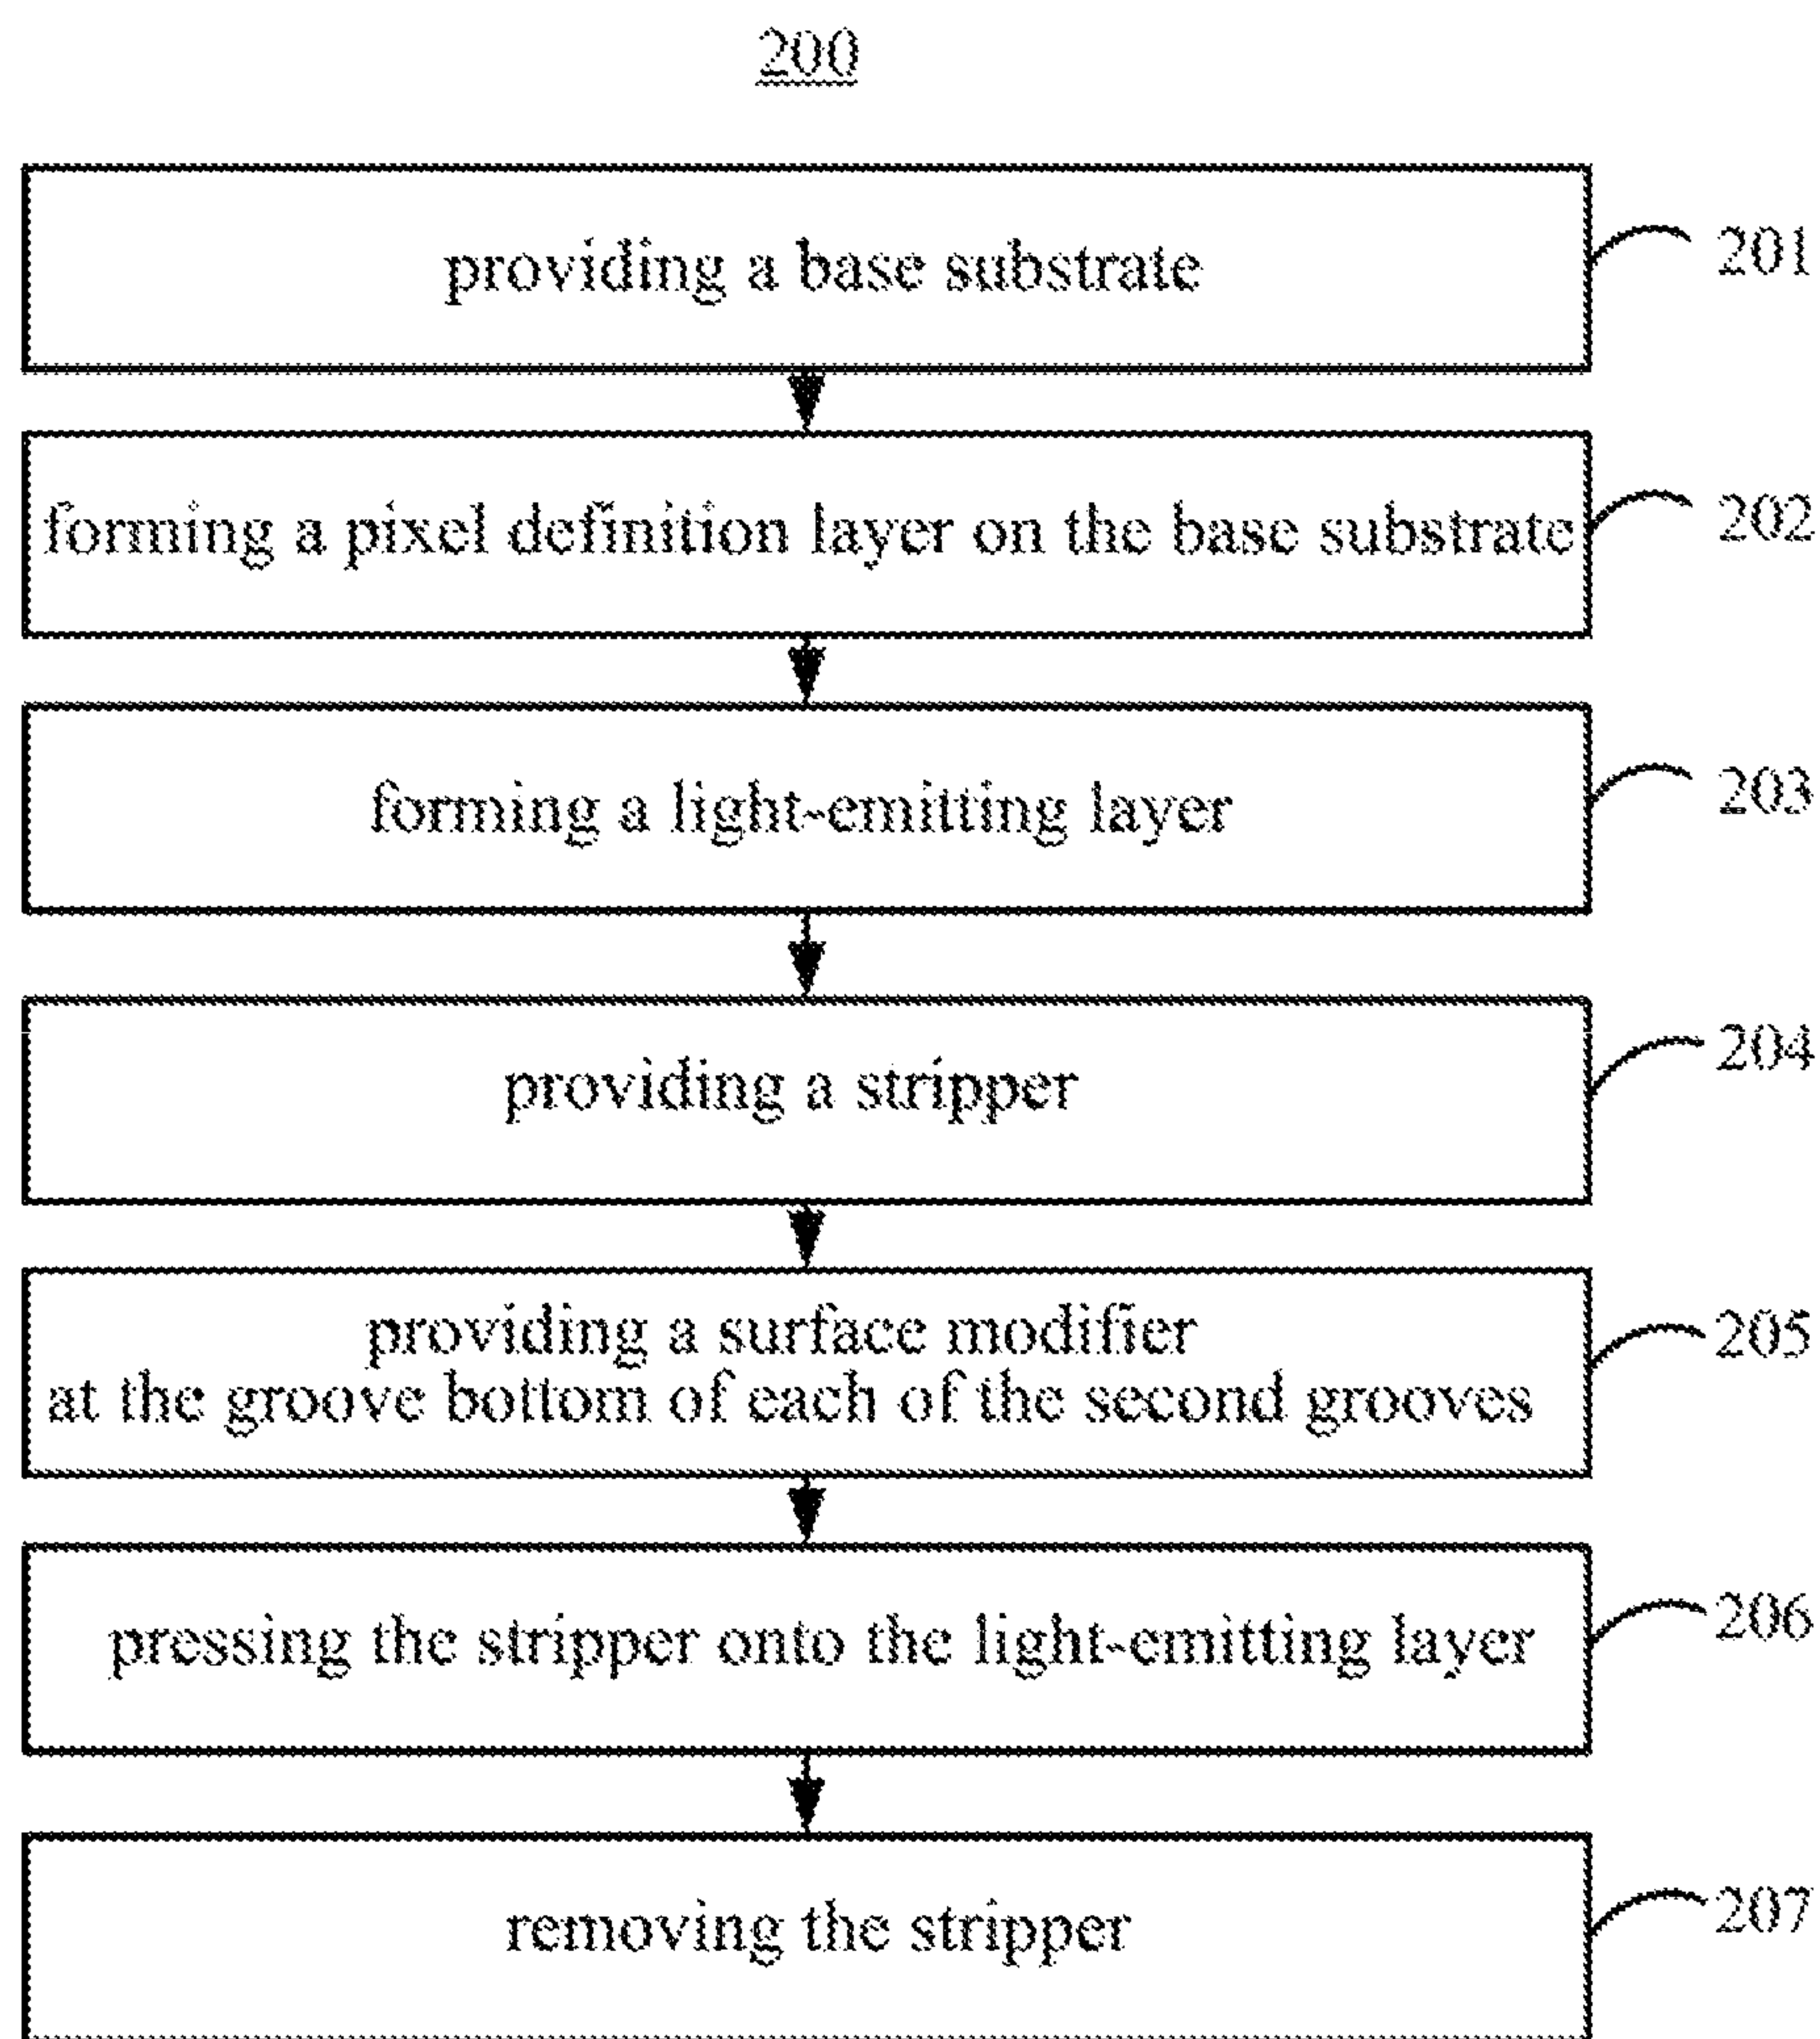 200
providing a base substrate
201
forming a pixel definition layer on the base substrate
202
forming a light-emitting layer
203
providing a stripper
204
providing a surface modifier
at the groove bottom of each of the second grooves
205
pressing the stripper onto the light-emitting layer
206
removing the stripper
207